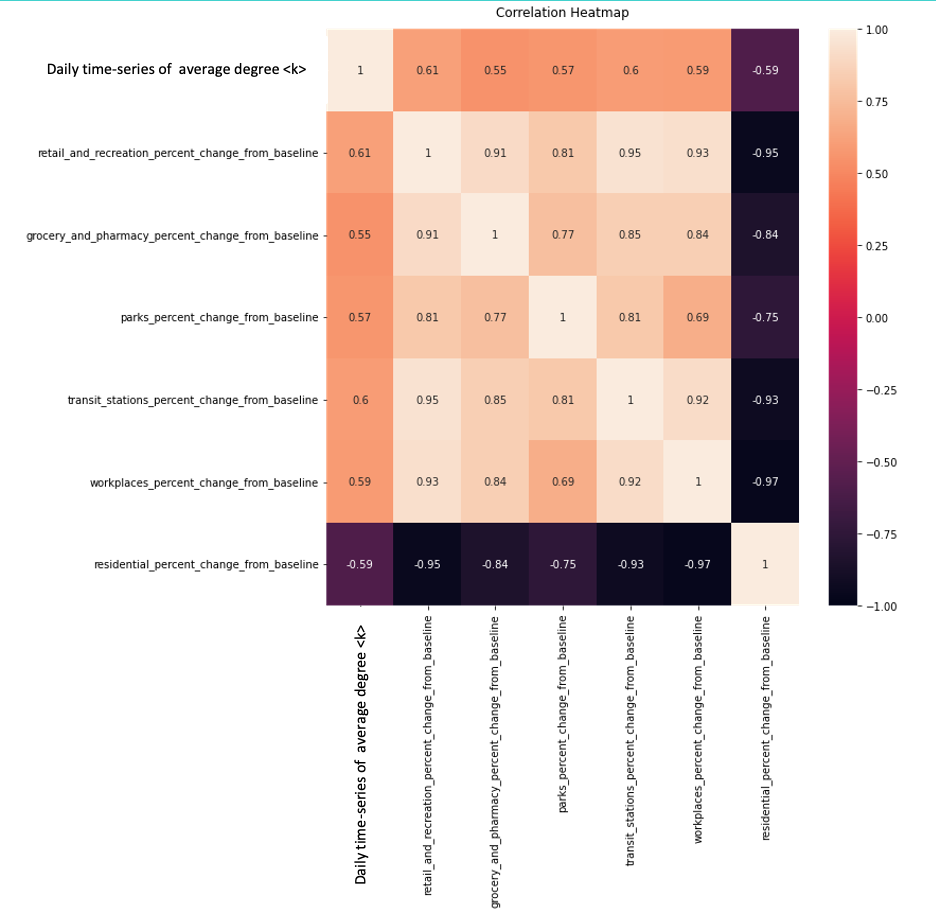 Correlation Heatmap
Daily time-series of average degree <k>
1 0.61 0.55 0.57 0.6 0.59 -0.59
retail_and_recreation_percent_change_from_baseline
0.61 1 0.91 0.81 0.95 0.93 -0.95
grocery_and_pharmacy_percent_change_from_baseline
0.55 0.91 1 0.77 0.85 0.84 -0.84
parks_percent_change_from_baseline
0.57 0.81 0.77 1 0.81 0.69 -0.75
transit_stations_percent_change_from_baseline
0.6 0.95 0.85 0.81 1 0.92 -0.93
workplaces_percent_change_from_baseline
0.59 0.93 0.84 0.69 0.92 1 -0.97
residential_percent_change_from_baseline
-0.59 -0.95 -0.84 -0.75 -0.93 -0.97 1
1.00
0.75
0.50
0.25
0.00
−0.25
−0.50
−0.75
−1.00
Daily time-series of average degree <k>
retail_and_recreation_percent_change_from_baseline
grocery_and_pharmacy_percent_change_from_baseline
parks_percent_change_from_baseline
transit_stations_percent_change_from_baseline
workplaces_percent_change_from_baseline
residential_percent_change_from_baseline